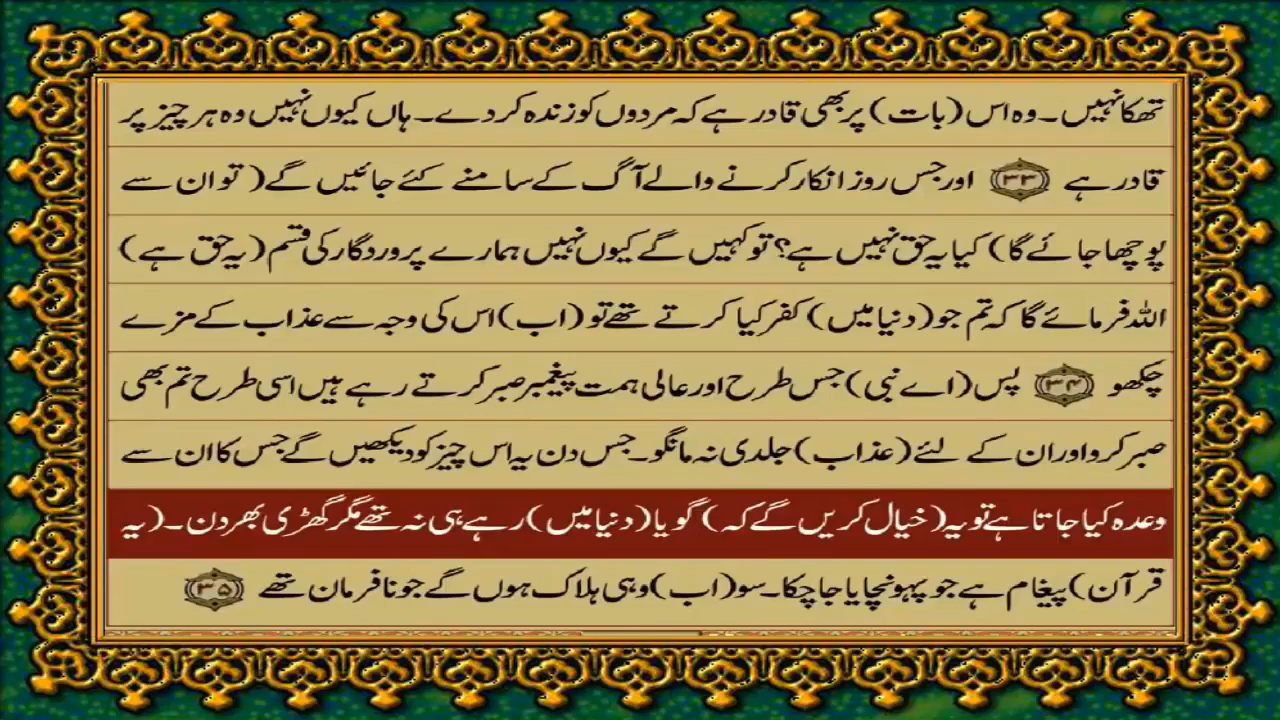 تھکا نہیں۔ وہ اس (بات) پر بھی قادر ہے کہ مردوں کو زندہ کر دے۔ ہاں کیوں نہیں وہ ہر چیز پر
قادر ہے ۳۳ اور جس روز انکار کرنے والے آگ کے سامنے کئے جائیں گے (تو ان سے
پوچھا جائے گا) کیا یہ حق نہیں ہے؟ تو کہیں گے کیوں نہیں ہمارے پروردگار کی قسم (یہ حق ہے)
اللہ فرمائے گا کہ تم جو (دنیا میں) کفر کیا کرتے تھے تو (اب) اس کی وجہ سے عذاب کے مزے
چکھو ۳۴ پس (اے نبی) جس طرح اور عالی ہمت پیغمبر صبر کرتے رہے ہیں اسی طرح تم بھی
صبر کرو اور ان کے لئے (عذاب) جلدی نہ مانگو۔ جس دن یہ اس چیز کو دیکھیں گے جس کا ان سے
وعدہ کیا جاتا ہے تو یہ (خیال کریں گے کہ) گویا (دنیا میں) رہے ہی نہ تھے مگر گھڑی بھر دن۔ (یہ
قرآن) پیغام ہے جو پہونچایا جا چکا۔ سو (اب) وہی ہلاک ہوں گے جو نافرمان تھے ۳۵